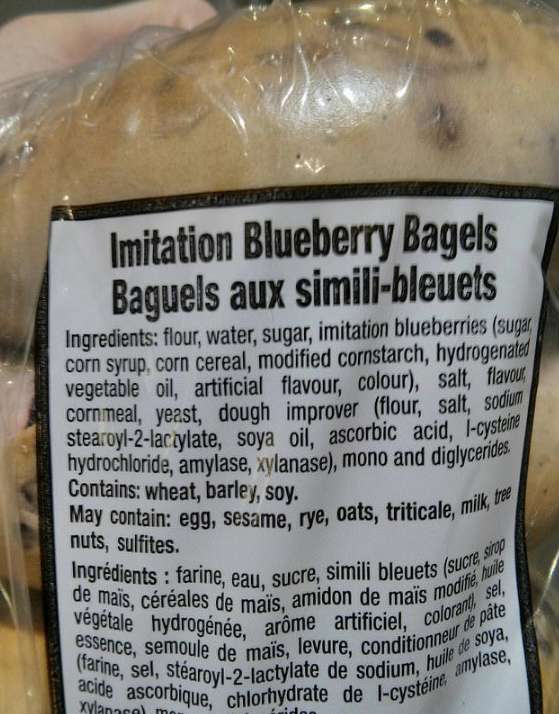 Imitation Blueberry Bagels
Baguels aux simili-bleuets
Ingredients: flour, water, sugar, imitation blueberries (sugar,
corn syrup, corn cereal, modified cornstarch, hydrogenated
vegetable oil, artificial flavour, colour), salt, flavour,
cornmeal, yeast, dough improver (flour, salt, sodium
stearoyl-2-lactylate, soya oil, ascorbic acid, l-cysteine
hydrochloride, amylase, xylanase), mono and diglycerides.
Contains: wheat, barley, soy.
May contain: egg, sesame, rye, oats, triticale, milk, tree
nuts, sulfites.
Ingrédients : farine, eau, sucre, simili bleuets (sucre, sirop
de maïs, céréales de maïs, amidon de maïs modifié, huile
végétale hydrogénée, arôme artificiel, colorant), sel,
essence, semoule de maïs, levure, conditionneur de pâte
(farine, sel, stéaroyl-2-lactylate de sodium, huile de soya,
acide ascorbique, chlorhydrate de l-cystéine, amylase,
xylanase)